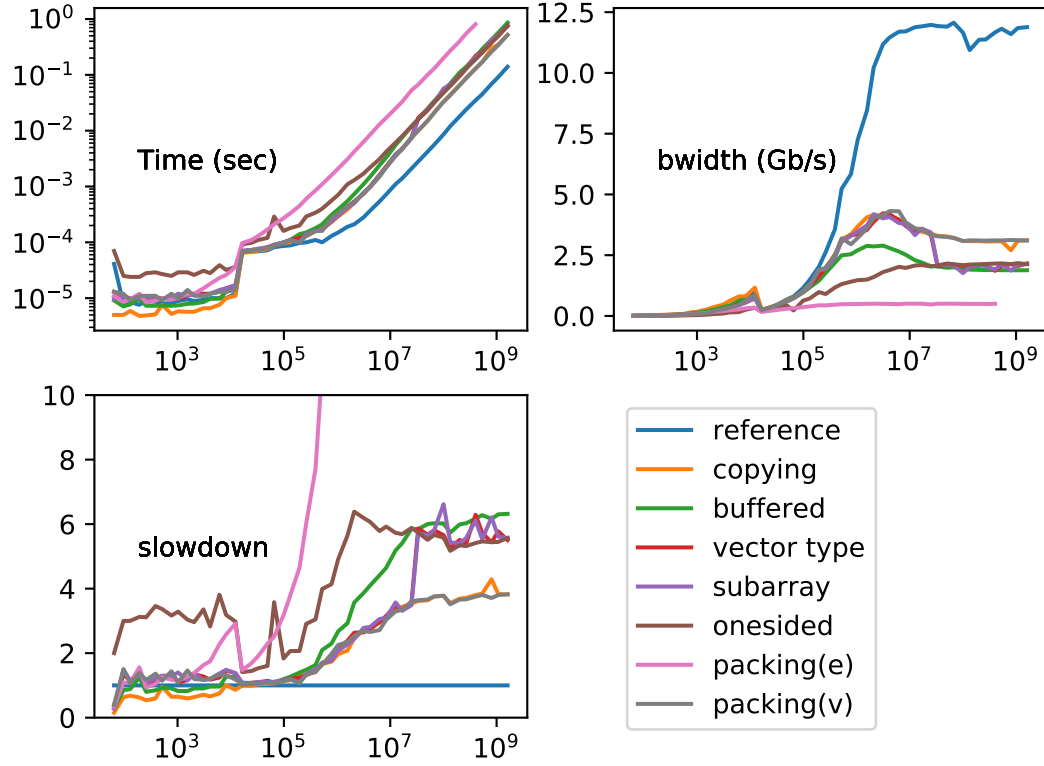 10⁰
10⁻¹
10⁻²
10⁻³
10⁻⁴
10⁻⁵
Time (sec)
10³ 10⁵ 10⁷ 10⁹
12.5
10.0
7.5
5.0
2.5
0.0
bwidth (Gb/s)
10³ 10⁵ 10⁷ 10⁹
10
8
6
4
2
0
slowdown
10³ 10⁵ 10⁷ 10⁹
reference
copying
buffered
vector type
subarray
onesided
packing(e)
packing(v)